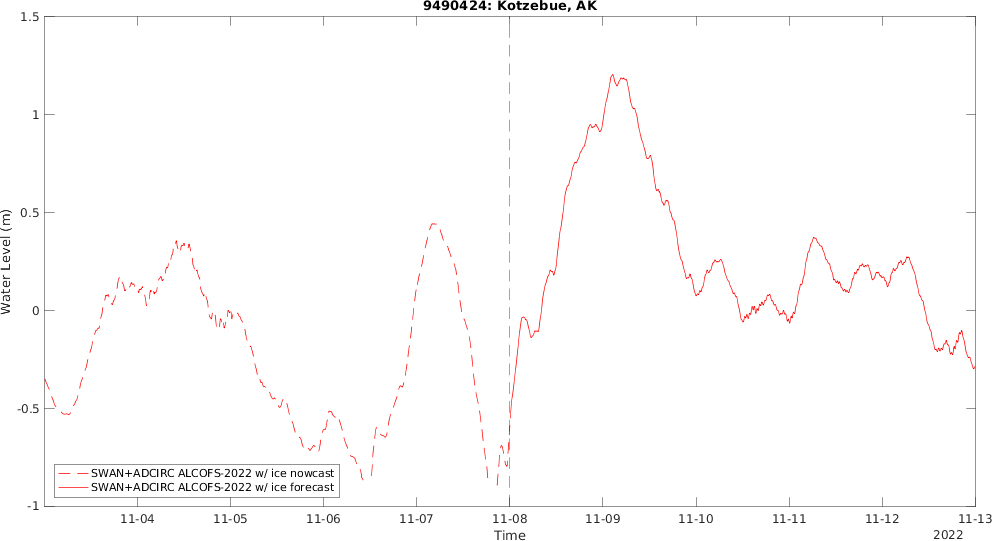 9490424: Kotzebue, AK
Water Level (m)
1.5
1
0.5
0
-0.5
-1
SWAN+ADCIRC ALCOFS-2022 w/ ice nowcast
SWAN+ADCIRC ALCOFS-2022 w/ ice forecast
11-04 11-05 11-06 11-07 11-08 11-09 11-10 11-11 11-12 11-13
Time
2022